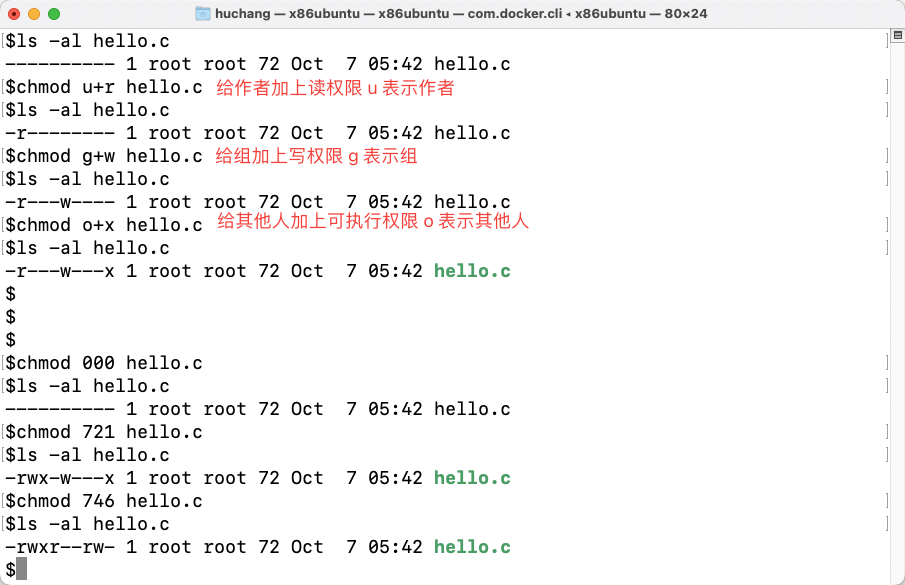 huchang — x86ubuntu — x86ubuntu — com.docker.cli ◂ x86ubuntu — 80×24
$ls -al hello.c
---------- 1 root root 72 Oct  7 05:42 hello.c
$chmod u+r hello.c 给作者加上读权限 u 表示作者
$ls -al hello.c
-r-------- 1 root root 72 Oct  7 05:42 hello.c
$chmod g+w hello.c 给组加上写权限 g 表示组
$ls -al hello.c
-r---w---- 1 root root 72 Oct  7 05:42 hello.c
$chmod o+x hello.c 给其他人加上可执行权限 o 表示其他人
$ls -al hello.c
-r---w---x 1 root root 72 Oct  7 05:42 hello.c
$
$
$
$chmod 000 hello.c
$ls -al hello.c
---------- 1 root root 72 Oct  7 05:42 hello.c
$chmod 721 hello.c
$ls -al hello.c
-rwx-w---x 1 root root 72 Oct  7 05:42 hello.c
$chmod 746 hello.c
$ls -al hello.c
-rwxr--rw- 1 root root 72 Oct  7 05:42 hello.c
$